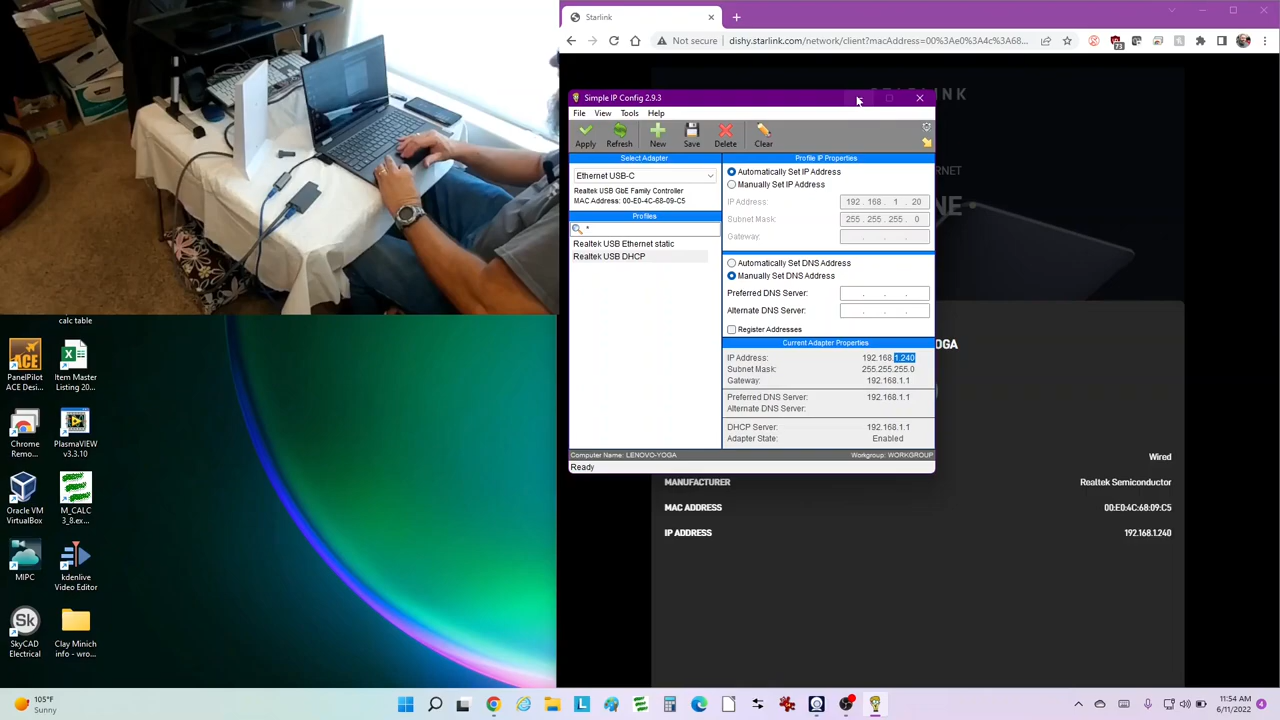 Starlink
Not secure
dishy.starlink.com/network/client?macAddress=00%3Ae0%3A4c%3A68...
73
Simple IP Config 2.9.3
File View Tools Help
Apply Refresh New Save Delete Clear
Select Adapter
Ethernet USB-C
Realtek USB GbE Family Controller
MAC Address: 00-E0-4C-68-09-C5
Profiles
*
Realtek USB Ethernet static
Realtek USB DHCP
Profile IP Properties
Automatically Set IP Address
Manually Set IP Address
IP Address: 192 . 168 . 1 . 20
Subnet Mask: 255 . 255 . 255 . 0
Gateway: . . .
Automatically Set DNS Address
Manually Set DNS Address
Preferred DNS Server: . . .
Alternate DNS Server: . . .
Register Addresses
Current Adapter Properties
IP Address: 192.168.1.240
Subnet Mask: 255.255.255.0
Gateway: 192.168.1.1
Preferred DNS Server: 192.168.1.1
Alternate DNS Server:
DHCP Server: 192.168.1.1
Adapter State: Enabled
Computer Name: LENOVO-YOGA Workgroup: WORKGROUP
Ready
NK
RNET
NE
OGA
Wired
MANUFACTURER Realtek Semiconductor
MAC ADDRESS 00:E0:4C:68:09:C5
IP ADDRESS 192.168.1.240
calc table
ACE
PanelPilot
ACE Desi...
Item Master
Listing 20...
Chrome
Remo...
PlasmaVIEW
v3.3.10
Oracle VM
VirtualBox
M_CALC
3_8.ex...
MIPC
kdenlive
Video Editor
Sk
SkyCAD
Electrical
Clay Minich
info - wro...
105°F
Sunny
L
11:54 AM
6/11/2022
4